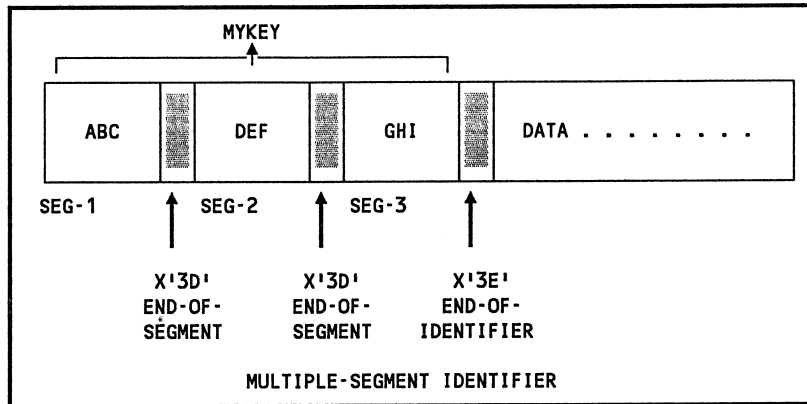 MYKEY
ABC DEF GHI DATA . . . . . . . .
SEG-1 SEG-2 SEG-3
X'3D' X'3D' X'3E'
END-OF- END-OF- END-OF-
SEGMENT SEGMENT IDENTIFIER
MULTIPLE-SEGMENT IDENTIFIER